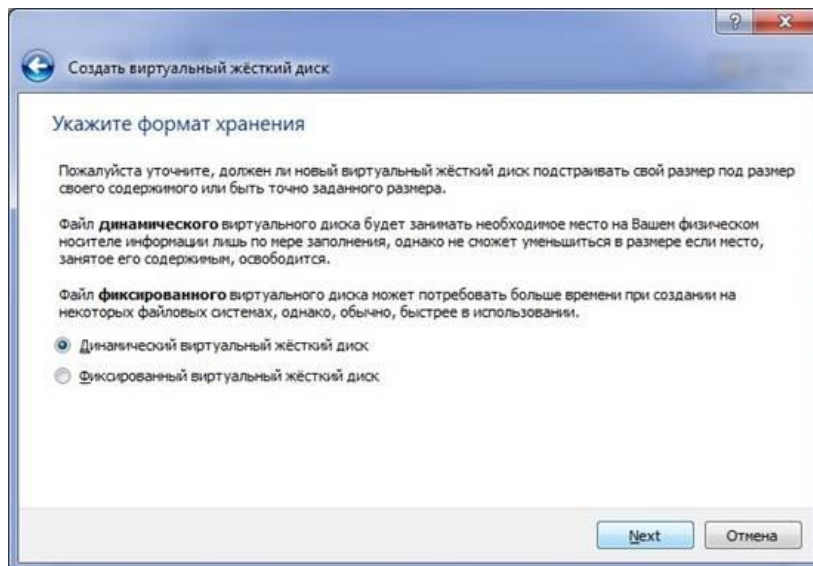 Создать виртуальный жёсткий диск
Укажите формат хранения
Пожалуйста уточните, должен ли новый виртуальный жёсткий диск подстраивать свой размер под размер
своего содержимого или быть точно заданного размера.
Файл динамического виртуального диска будет занимать необходимое место на Вашем физическом
носителе информации лишь по мере заполнения, однако не сможет уменьшиться в размере если место,
занятое его содержимым, освободится.
Файл фиксированного виртуального диска может потребовать больше времени при создании на
некоторых файловых системах, однако, обычно, быстрее в использовании.
Динамический виртуальный жёсткий диск
Фиксированный виртуальный жёсткий диск
Next
Отмена